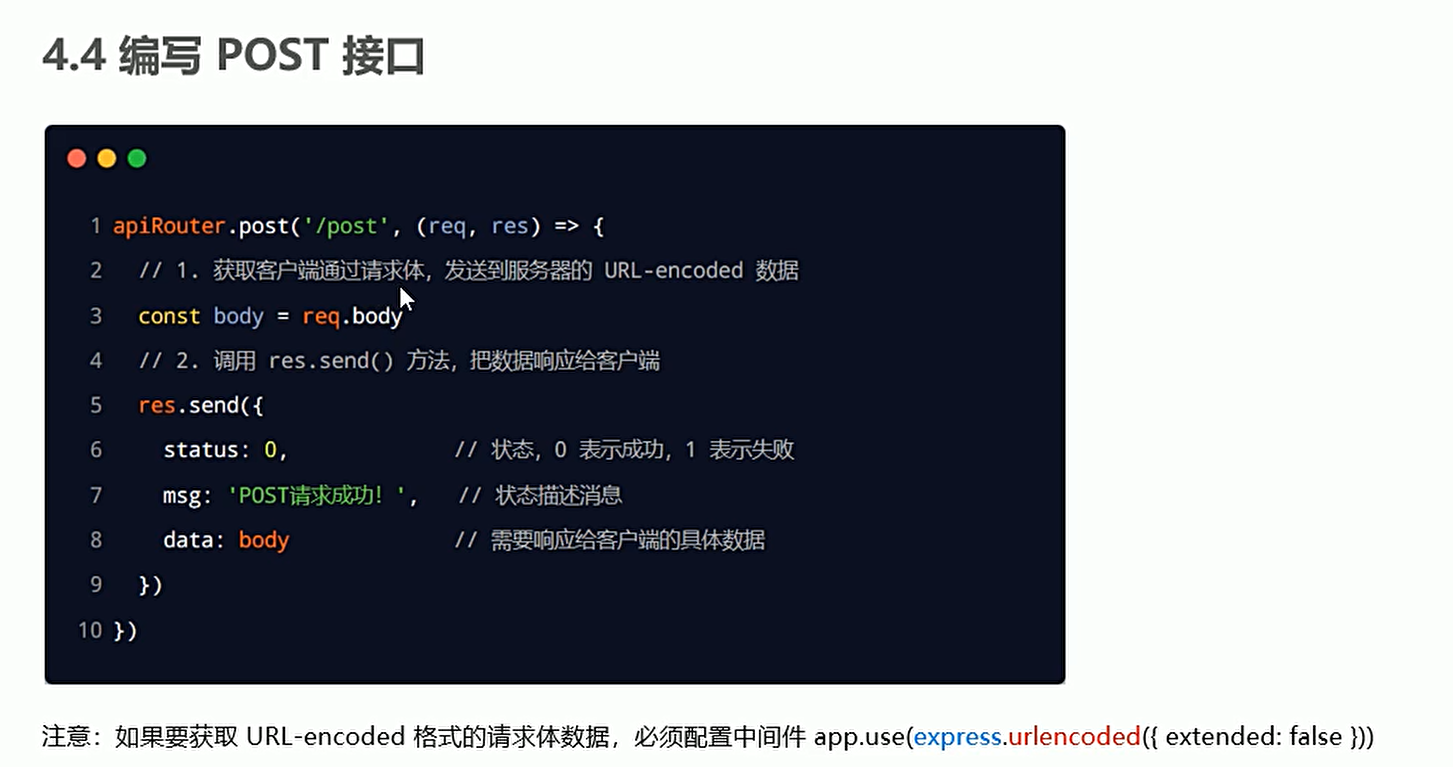 4.4 编写 POST 接口
1 apiRouter.post('/post', (req, res) => {
2   // 1. 获取客户端通过请求体，发送到服务器的 URL-encoded 数据
3   const body = req.body
4   // 2. 调用 res.send() 方法，把数据响应给客户端
5   res.send({
6     status: 0,             // 状态，0 表示成功，1 表示失败
7     msg: 'POST请求成功！',   // 状态描述消息
8     data: body             // 需要响应给客户端的具体数据
9   })
10 })
注意：如果要获取 URL-encoded 格式的请求体数据，必须配置中间件 app.use(express.urlencoded({ extended: false }))